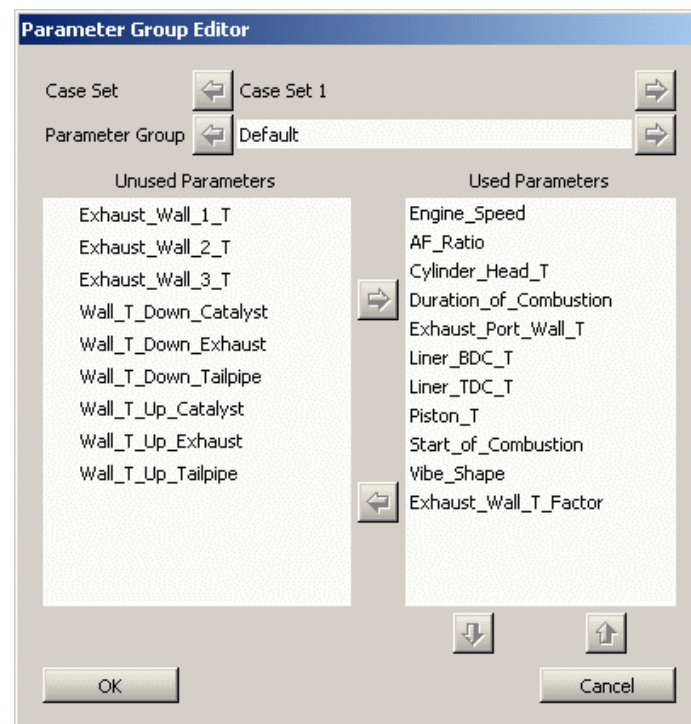 Parameter Group Editor
Case Set Case Set 1
Parameter Group Default
Unused Parameters
Exhaust_Wall_1_T
Exhaust_Wall_2_T
Exhaust_Wall_3_T
Wall_T_Down_Catalyst
Wall_T_Down_Exhaust
Wall_T_Down_Tailpipe
Wall_T_Up_Catalyst
Wall_T_Up_Exhaust
Wall_T_Up_Tailpipe
Used Parameters
Engine_Speed
AF_Ratio
Cylinder_Head_T
Duration_of_Combustion
Exhaust_Port_Wall_T
Liner_BDC_T
Liner_TDC_T
Piston_T
Start_of_Combustion
Vibe_Shape
Exhaust_Wall_T_Factor
OK
Cancel